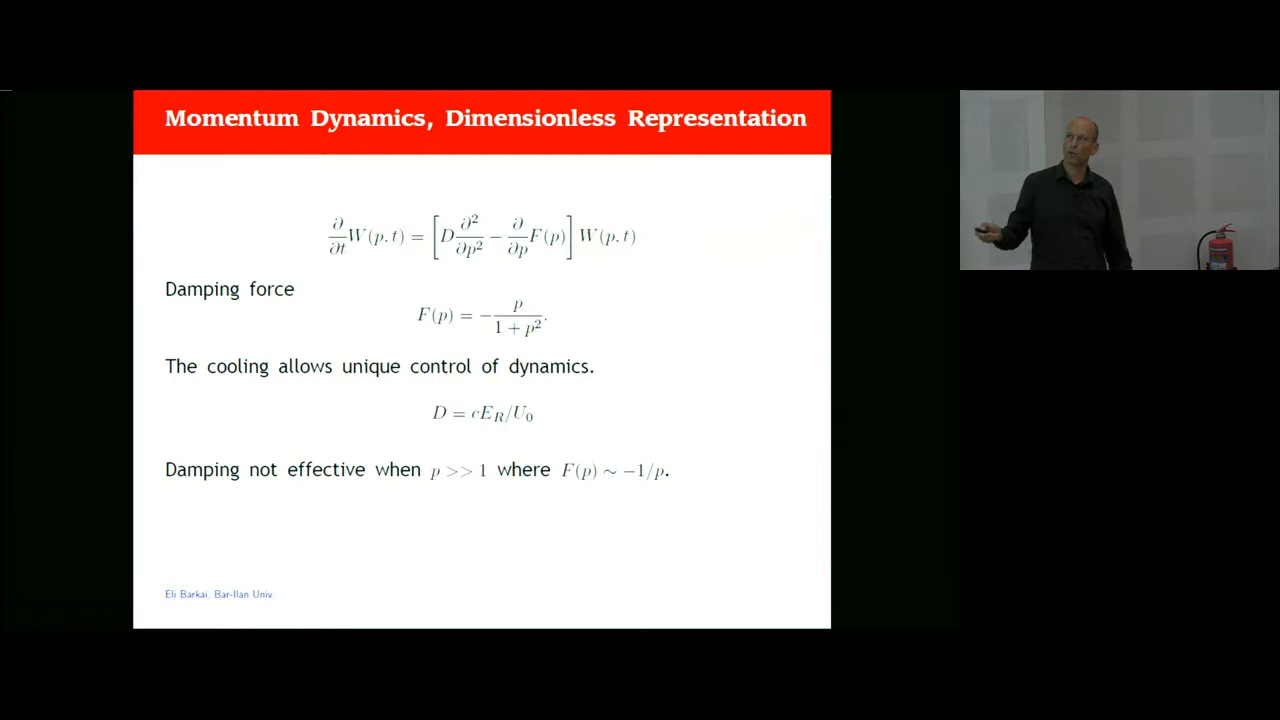 Momentum Dynamics, Dimensionless Representation
∂/∂t W(p, t) = [D ∂²/∂p² − ∂/∂p F(p)] W(p, t)
Damping force
F(p) = − p/(1 + p²).
The cooling allows unique control of dynamics.
D = cE_R/U_0
Damping not effective when p >> 1 where F(p) ∼ −1/p.
Eli Barkai, Bar-Ilan Univ.